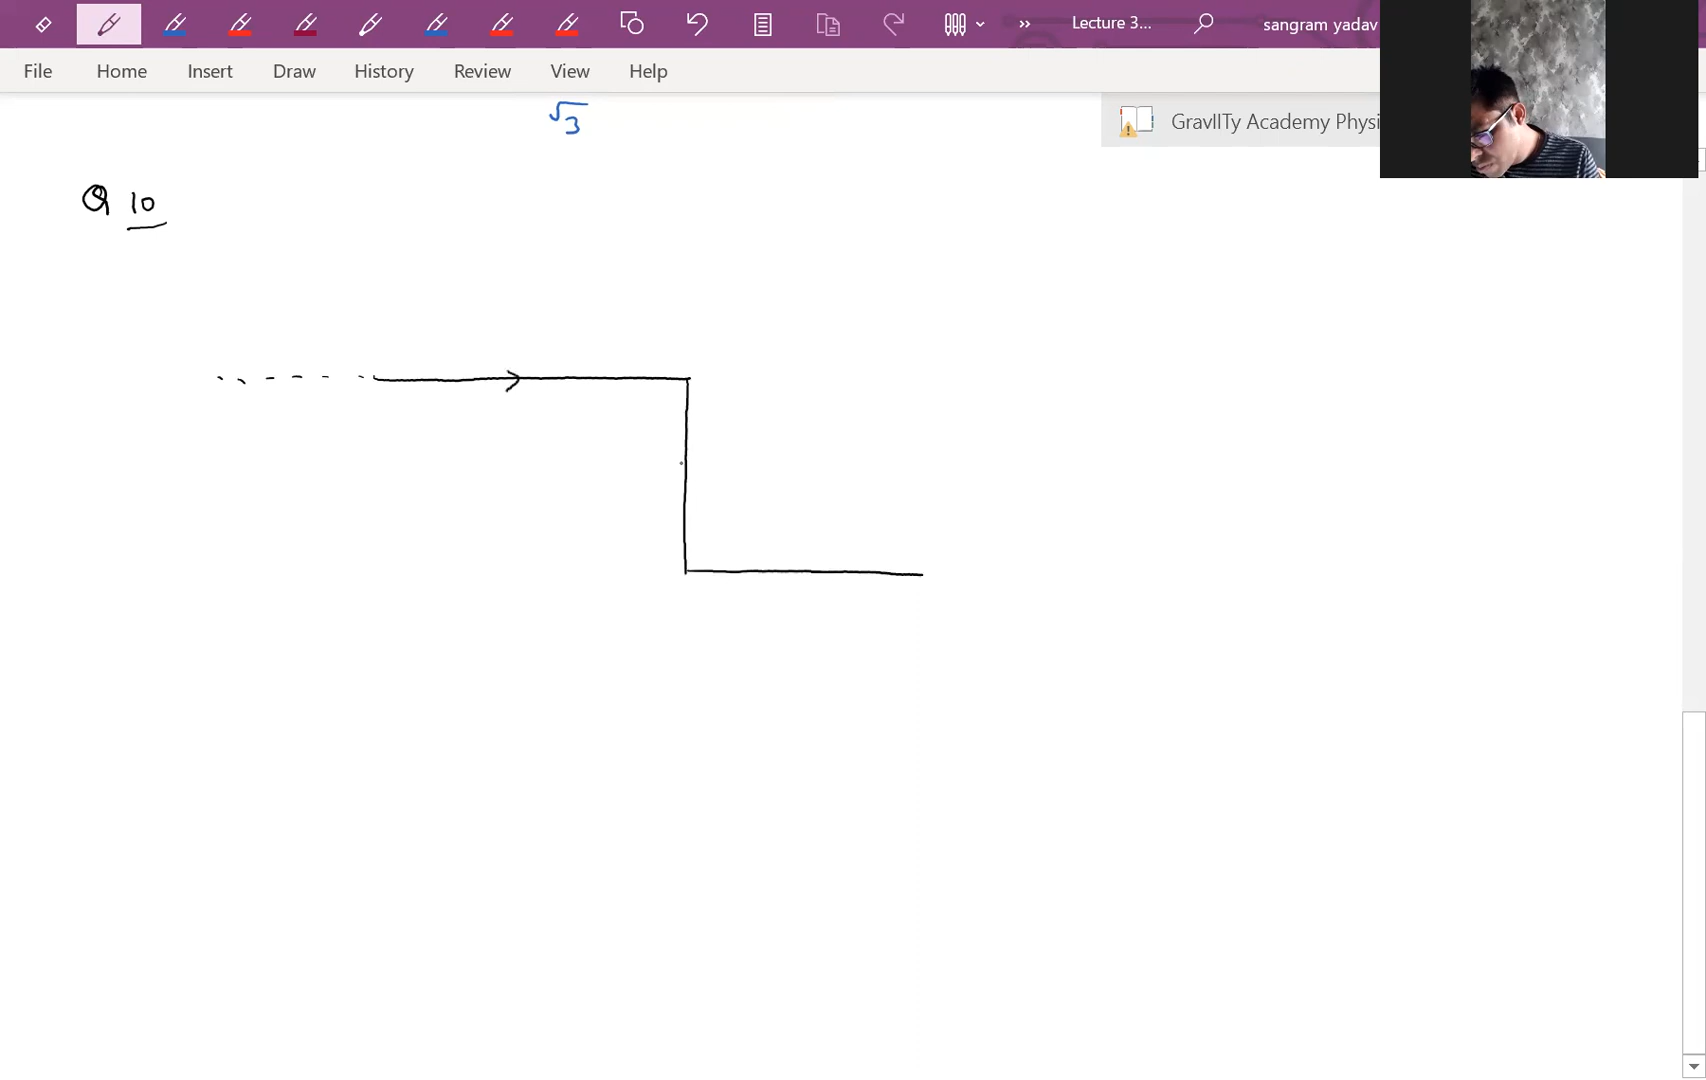 Lecture 3...
sangram yadav
File Home Insert Draw History Review View Help
GravIITy Academy Physi
√3
Q 10